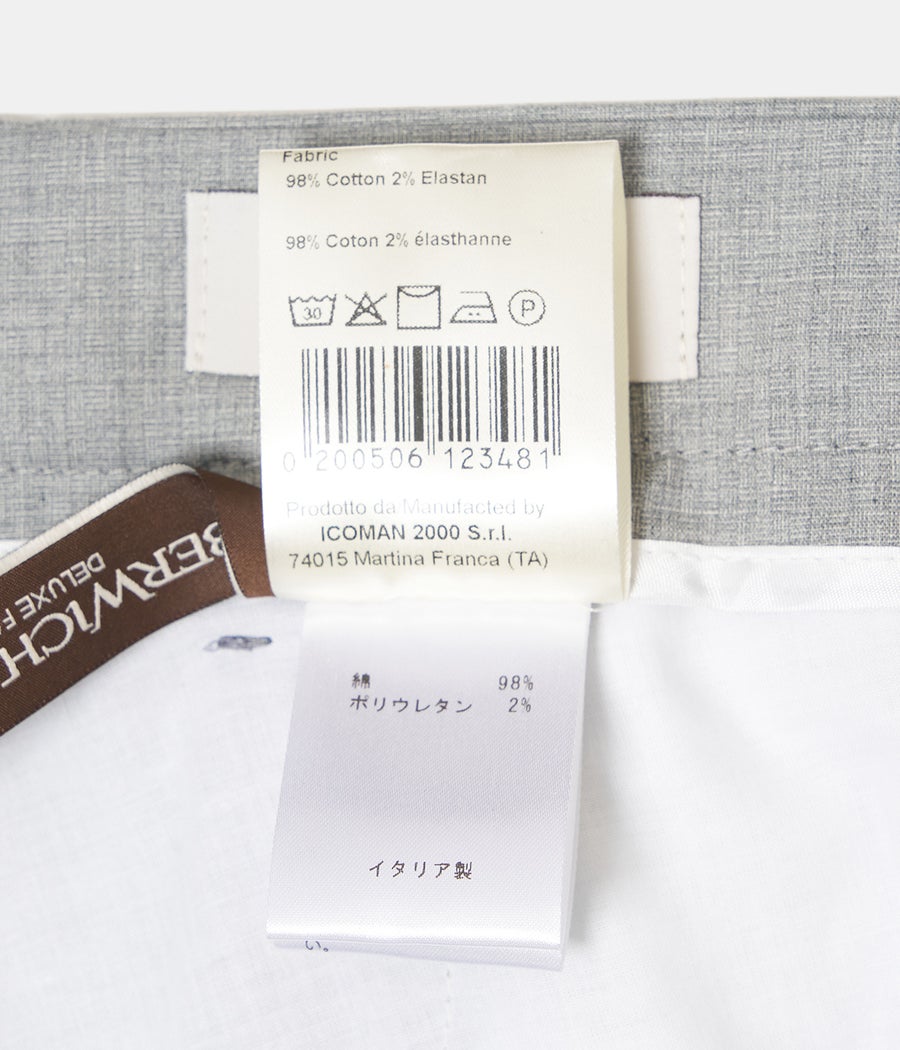 Fabric
98% Cotton 2% Elastan
98% Coton 2% élasthanne
30
P
0 200506 123481
Prodotto da Manufacted by
ICOMAN 2000 S.r.l.
74015 Martina Franca (TA)
BERWICH
DELUXE
綿 98%
ポリウレタン 2%
イタリア製
い。